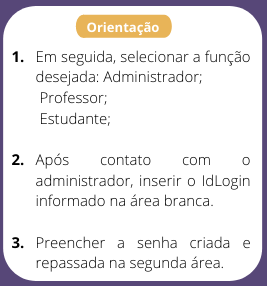 Orientação
1. Em seguida, selecionar a função
desejada: Administrador;
Professor;
Estudante;
2. Após contato com o
administrador, inserir o IdLogin
informado na área branca.
3. Preencher a senha criada e
repassada na segunda área.